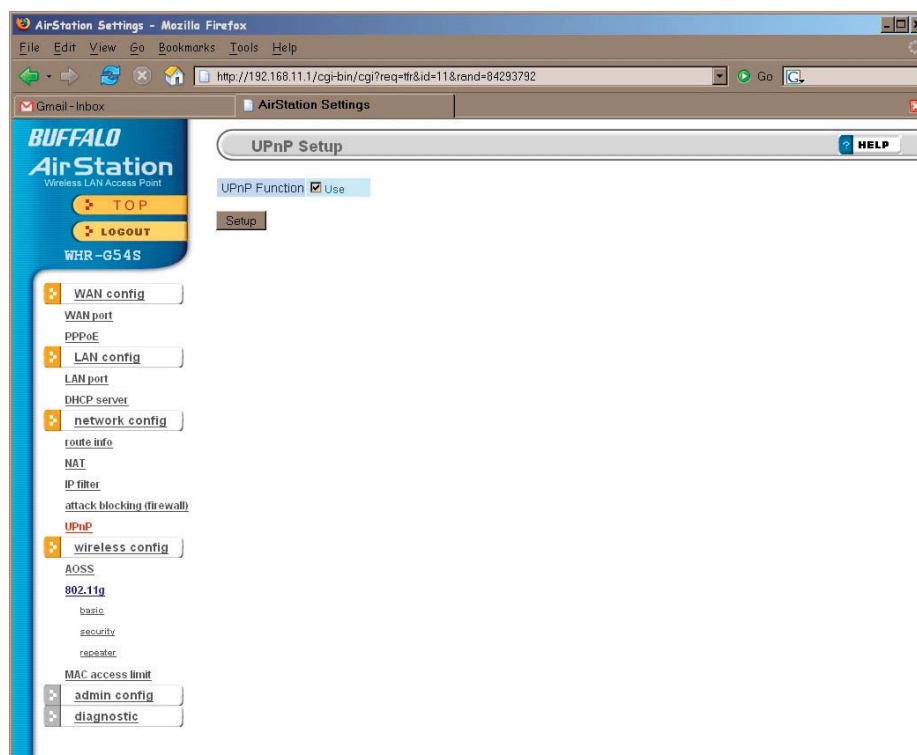 AirStation Settings - Mozilla Firefox
File Edit View Go Bookmarks Tools Help
http://192.168.11.1/cgi-bin/cgi?req=tfr&id=11&rand=84293792
Go
G
Gmail - Inbox
AirStation Settings
BUFFALO
AirStation
Wireless LAN Access Point
TOP
LOGOUT
WHR-G54S
UPnP Setup
? HELP
UPnP Function Use
Setup
WAN config
WAN port
PPPoE
LAN config
LAN port
DHCP server
network config
route info
NAT
IP filter
attack blocking (firewall)
UPnP
wireless config
AOSS
802.11g
basic
security
repeater
MAC access limit
admin config
diagnostic